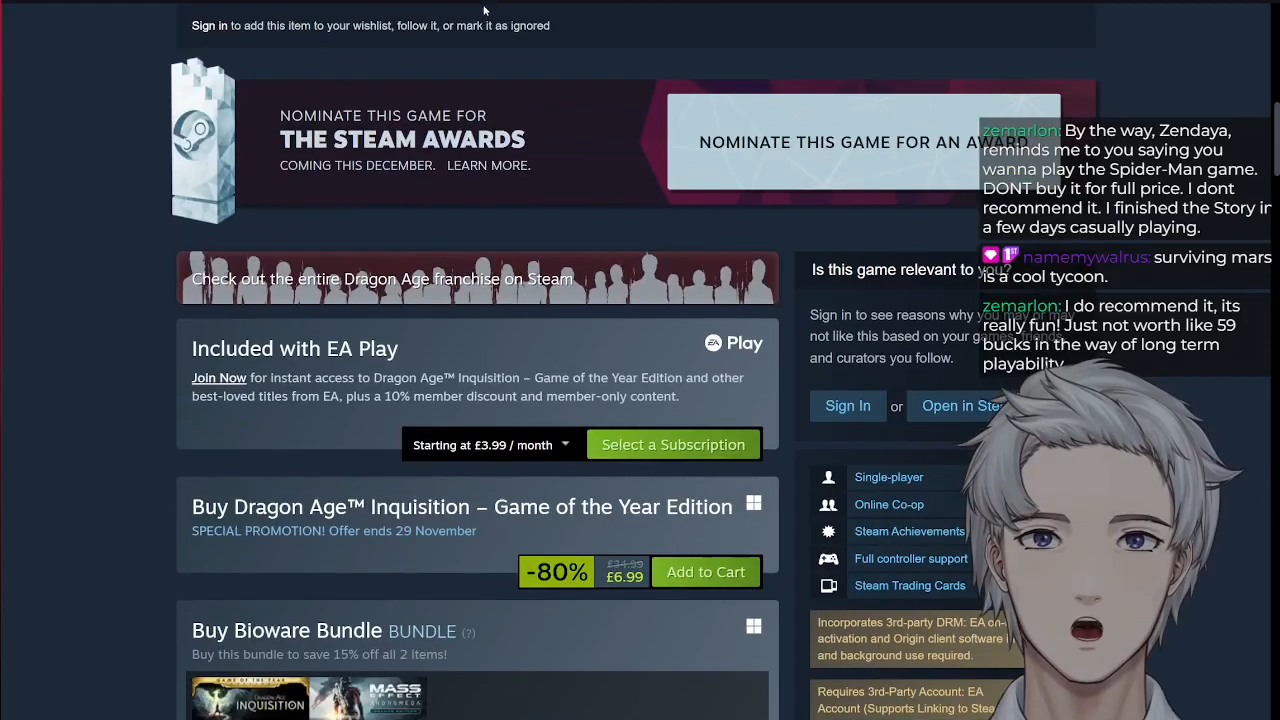 Sign in to add this item to your wishlist, follow it, or mark it as ignored
NOMINATE THIS GAME FOR
THE STEAM AWARDS
COMING THIS DECEMBER. LEARN MORE.
NOMINATE THIS GAME FOR AN AWARD
zemarlon: By the way, Zendaya,
reminds me to you saying you
wanna play the Spider-Man game.
DONT buy it for full price. I dont
recommend it. I finished the Story in
a few days casually playing.
namemywalrus: surviving mars
is a cool tycoon.
zemarlon: I do recommend it, its
really fun! Just not worth like 59
bucks in the way of long term
playability
Check out the entire Dragon Age franchise on Steam
Included with EA Play
EA Play
Join Now for instant access to Dragon Age™ Inquisition – Game of the Year Edition and other
best-loved titles from EA, plus a 10% member discount and member-only content.
Starting at £3.99 / month
Select a Subscription
Buy Dragon Age™ Inquisition – Game of the Year Edition
SPECIAL PROMOTION! Offer ends 29 November
-80%
£34.99
£6.99
Add to Cart
Buy Bioware Bundle BUNDLE (?)
Buy this bundle to save 15% off all 2 items!
GAME OF THE YEAR
DRAGON AGE
INQUISITION
MASS
EFFECT
ANDROMEDA
Is this game relevant to you?
Sign in to see reasons why you may or may
not like this based on your games, friends,
and curators you follow.
Sign In or Open in Ste
Single-player
Online Co-op
Steam Achievements
Full controller support
Steam Trading Cards
Incorporates 3rd-party DRM: EA on-
activation and Origin client software i
and background use required.
Requires 3rd-Party Account: EA
Account (Supports Linking to Stea